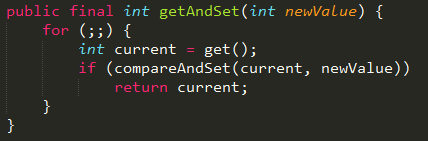 public final int getAndSet(int newValue) {
    for (;;) {
        int current = get();
        if (compareAndSet(current, newValue))
            return current;
    }
}